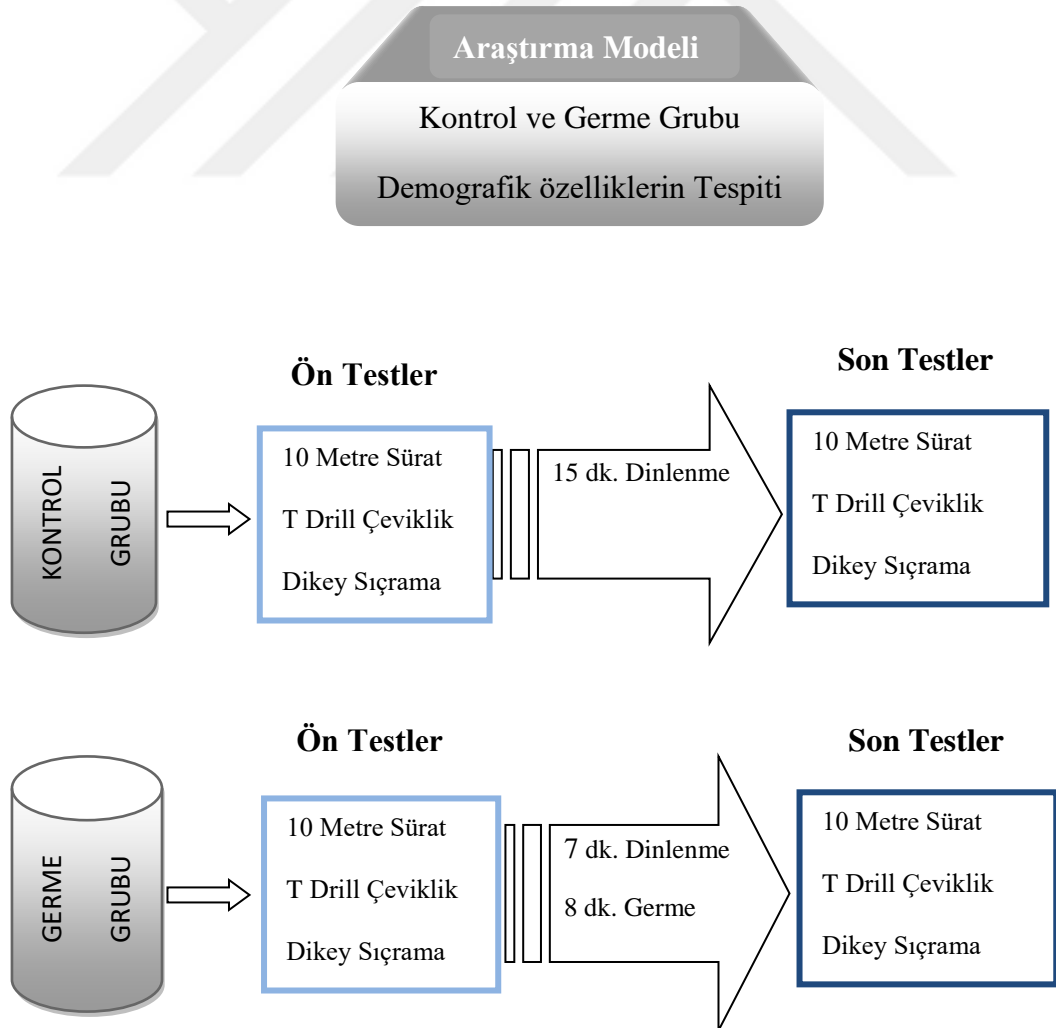 Araştırma Modeli
Kontrol ve Germe Grubu
Demografik özelliklerin Tespiti
KONTROL
GRUBU
Ön Testler
10 Metre Sürat
T Drill Çeviklik
Dikey Sıçrama
15 dk. Dinlenme
Son Testler
10 Metre Sürat
T Drill Çeviklik
Dikey Sıçrama
GERME
GRUBU
Ön Testler
10 Metre Sürat
T Drill Çeviklik
Dikey Sıçrama
7 dk. Dinlenme
8 dk. Germe
Son Testler
10 Metre Sürat
T Drill Çeviklik
Dikey Sıçrama